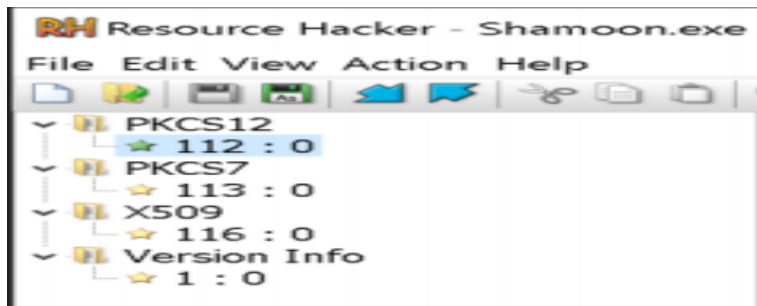 RH Resource Hacker - Shamoon.exe
File Edit View Action Help
As
PKCS12
112 : 0
PKCS7
113 : 0
X509
116 : 0
Version Info
1 : 0